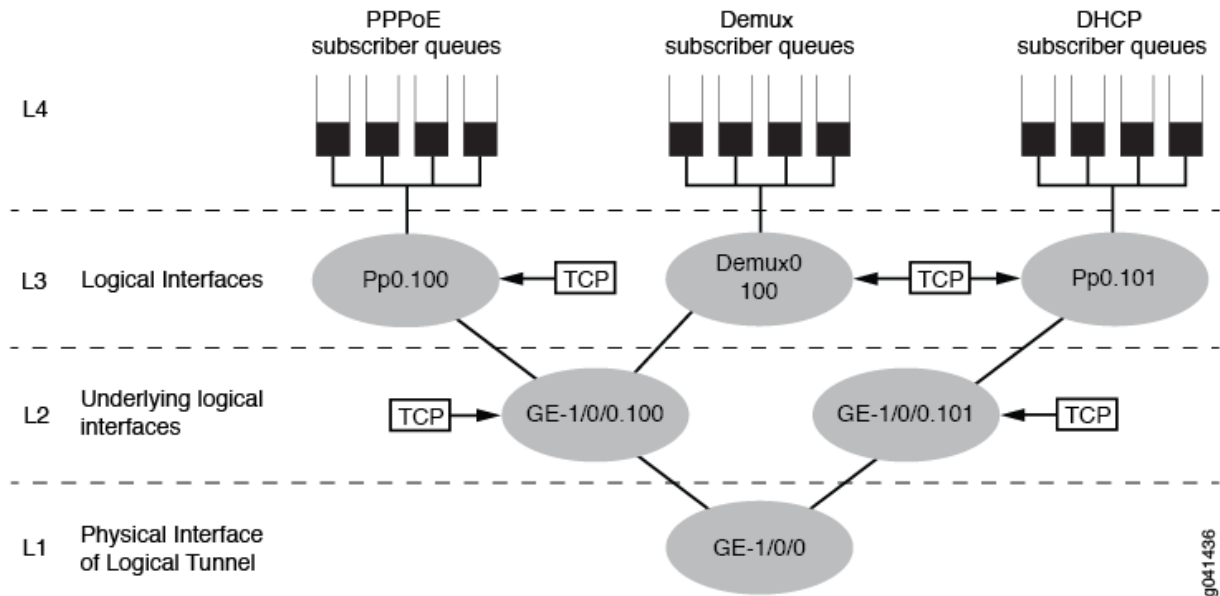 PPPoE
subscriber queues
Demux
subscriber queues
DHCP
subscriber queues
L4
L3
Logical Interfaces
Pp0.100
TCP
Demux0
100
TCP
Pp0.101
L2
Underlying logical
interfaces
TCP
GE-1/0/0.100
GE-1/0/0.101
TCP
L1
Physical Interface
of Logical Tunnel
GE-1/0/0
g041436